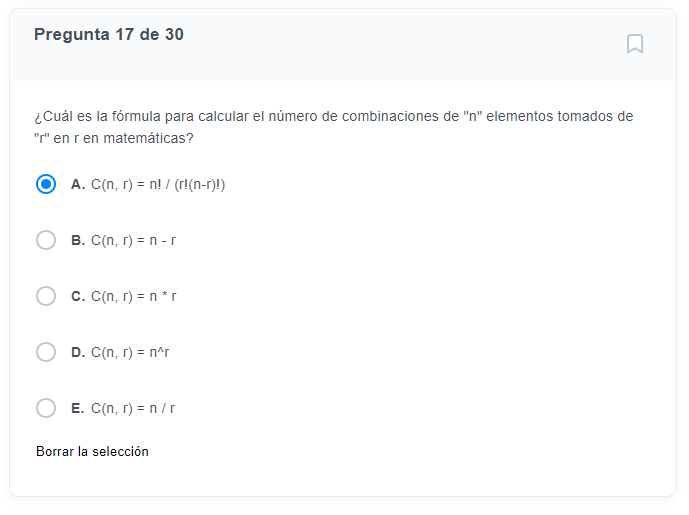 Pregunta 17 de 30
¿Cuál es la fórmula para calcular el número de combinaciones de "n" elementos tomados de
"r" en r en matemáticas?
A. C(n, r) = n! / (r!(n-r)!)
B. C(n, r) = n - r
C. C(n, r) = n * r
D. C(n, r) = n^r
E. C(n, r) = n / r
Borrar la selección